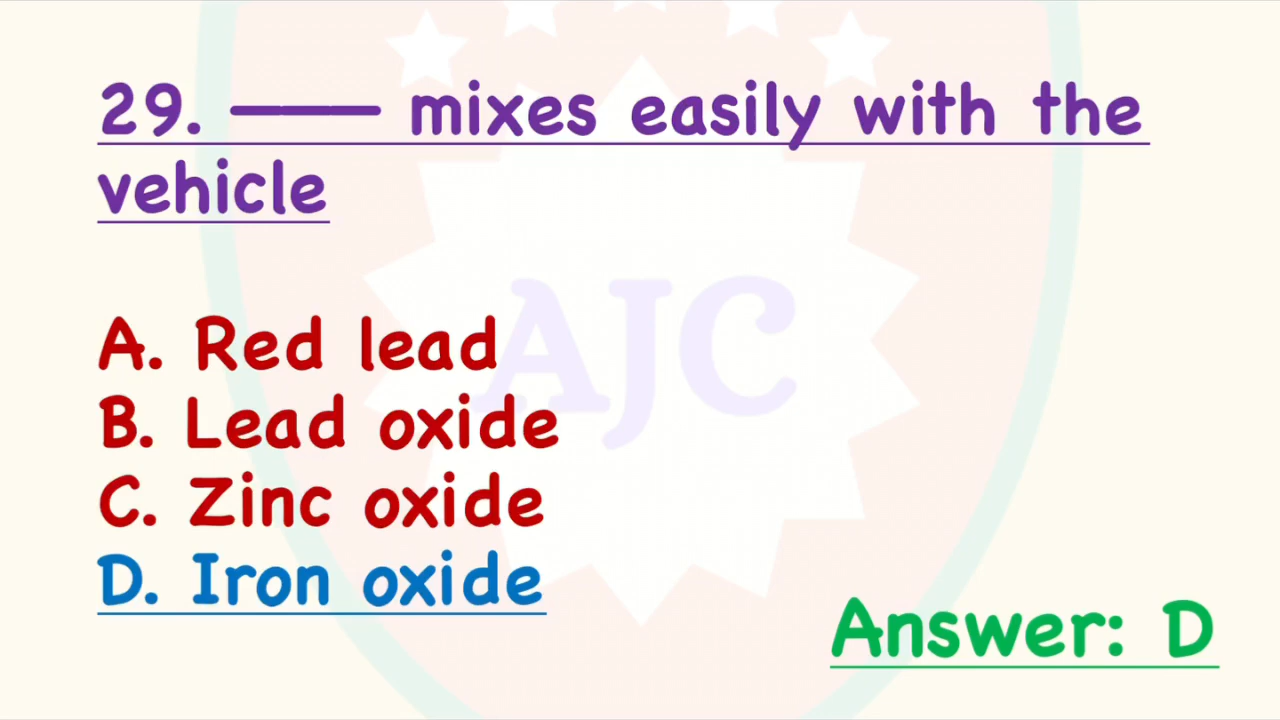 29. ——— mixes easily with the
vehicle
AJC
A. Red lead
B. Lead oxide
C. Zinc oxide
D. Iron oxide
Answer: D